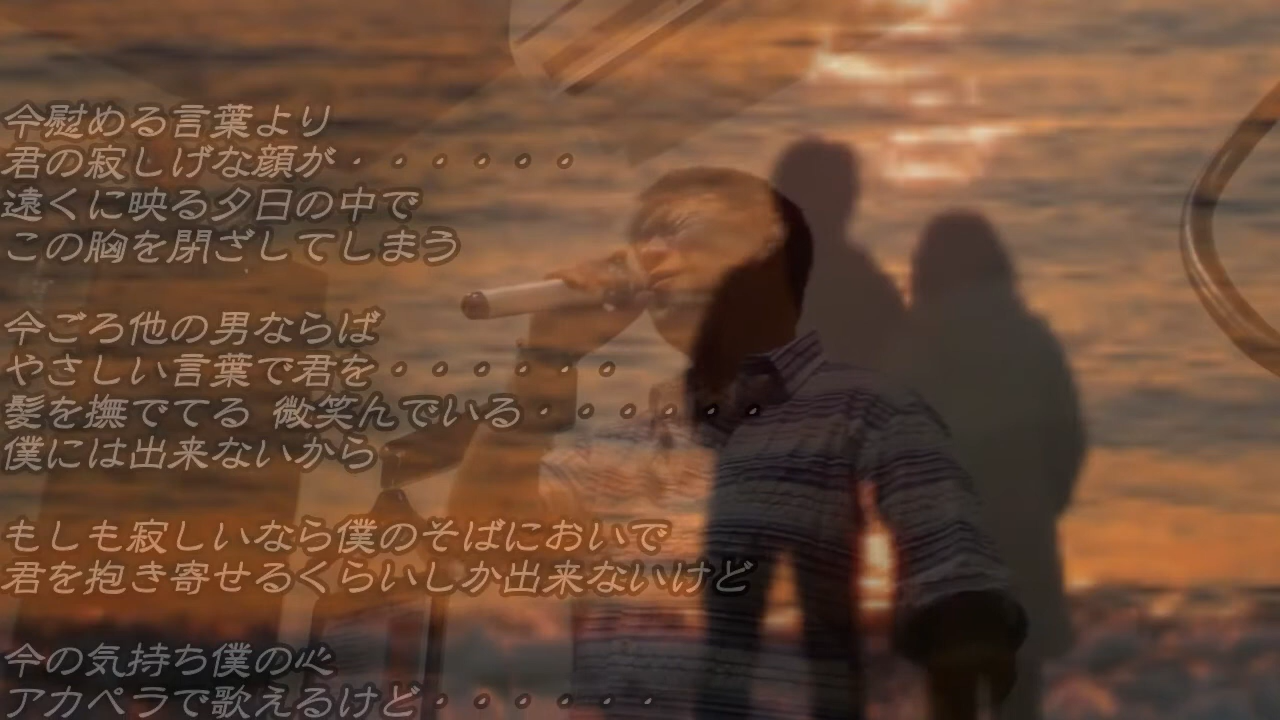 今慰める言葉より
君の寂しげな顔が・・・・・・
遠くに映る夕日の中で
この胸を閉ざしてしまう
今ごろ他の男ならば
やさしい言葉で君を・・・・・・
髪を撫でてる 微笑んでいる・・・・・・
僕には出来ないから
もしも寂しいなら僕のそばにおいで
君を抱き寄せるくらいしか出来ないけど
今の気持ち僕の心
アカペラで歌えるけど・・・・・・